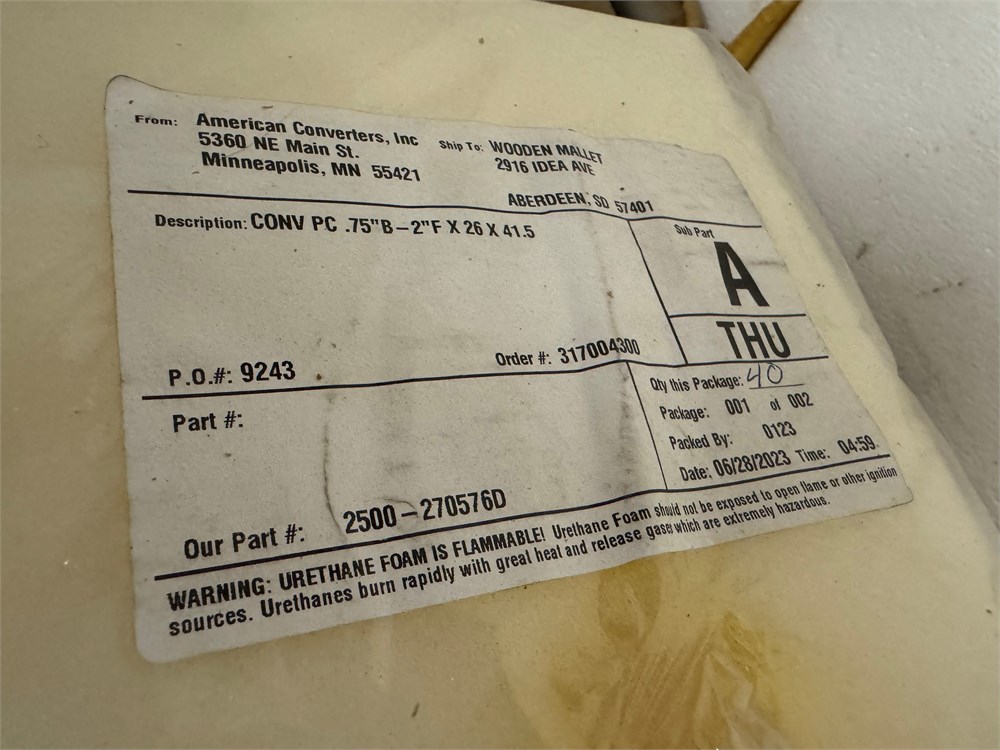 From: American Converters, Inc
5360 NE Main St.
Minneapolis, MN 55421
Ship To: WOODEN MALLET
2916 IDEA AVE
ABERDEEN, SD 57401
Description: CONV PC .75"B-2"F X 26 X 41.5
Sub Part
A
THU
P.O.#: 9243
Order #: 317004300
Qty this Package: 40
Package: 001 of 002
Packed By: 0123
Date: 06/28/2023 Time: 04:59
Part #:
Our Part #: 2500-270576D
WARNING: URETHANE FOAM IS FLAMMABLE! Urethane Foam should not be exposed to open flame or other ignition
sources. Urethanes burn rapidly with great heat and release gases which are extremely hazardous.